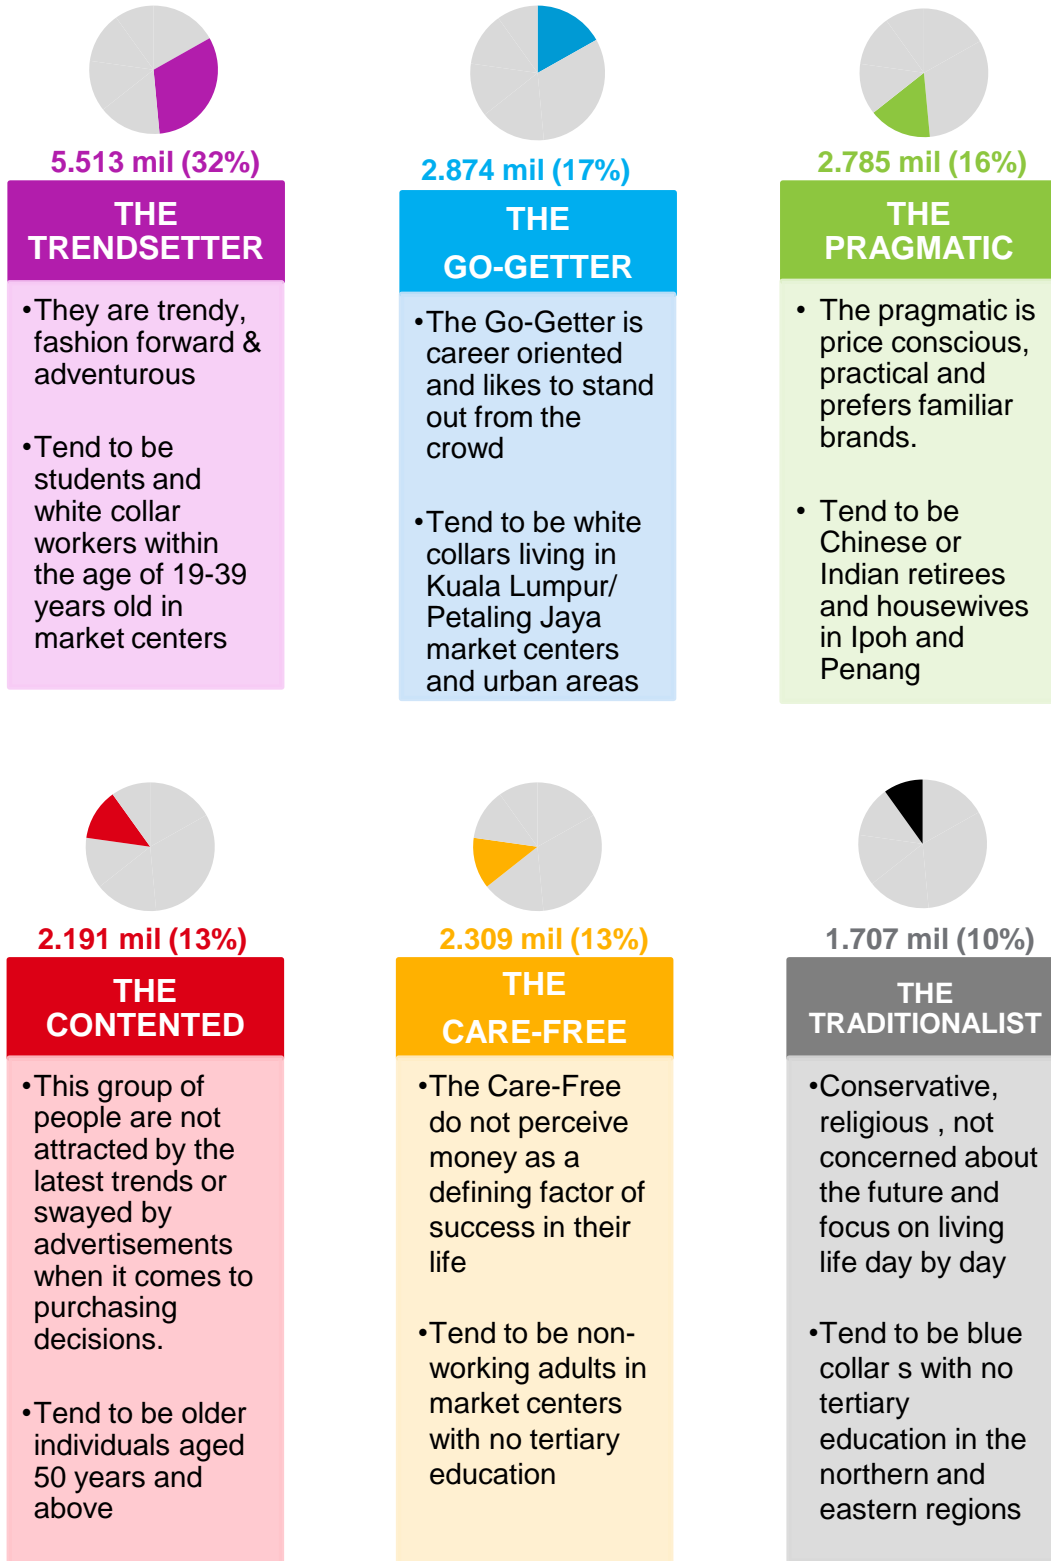 5.513 mil (32%)
THE
TRENDSETTER
•They are trendy,
fashion forward &
adventurous
•Tend to be
students and
white collar
workers within
the age of 19-39
years old in
market centers
2.874 mil (17%)
THE
GO-GETTER
•The Go-Getter is
career oriented
and likes to stand
out from the
crowd
•Tend to be white
collars living in
Kuala Lumpur/
Petaling Jaya
market centers
and urban areas
2.785 mil (16%)
THE
PRAGMATIC
• The pragmatic is
price conscious,
practical and
prefers familiar
brands.
• Tend to be
Chinese or
Indian retirees
and housewives
in Ipoh and
Penang
2.191 mil (13%)
THE
CONTENTED
•This group of
people are not
attracted by the
latest trends or
swayed by
advertisements
when it comes to
purchasing
decisions.
•Tend to be older
individuals aged
50 years and
above
2.309 mil (13%)
THE
CARE-FREE
•The Care-Free
do not perceive
money as a
defining factor of
success in their
life
•Tend to be non-
working adults in
market centers
with no tertiary
education
1.707 mil (10%)
THE
TRADITIONALIST
•Conservative,
religious , not
concerned about
the future and
focus on living
life day by day
•Tend to be blue
collar s with no
tertiary
education in the
northern and
eastern regions